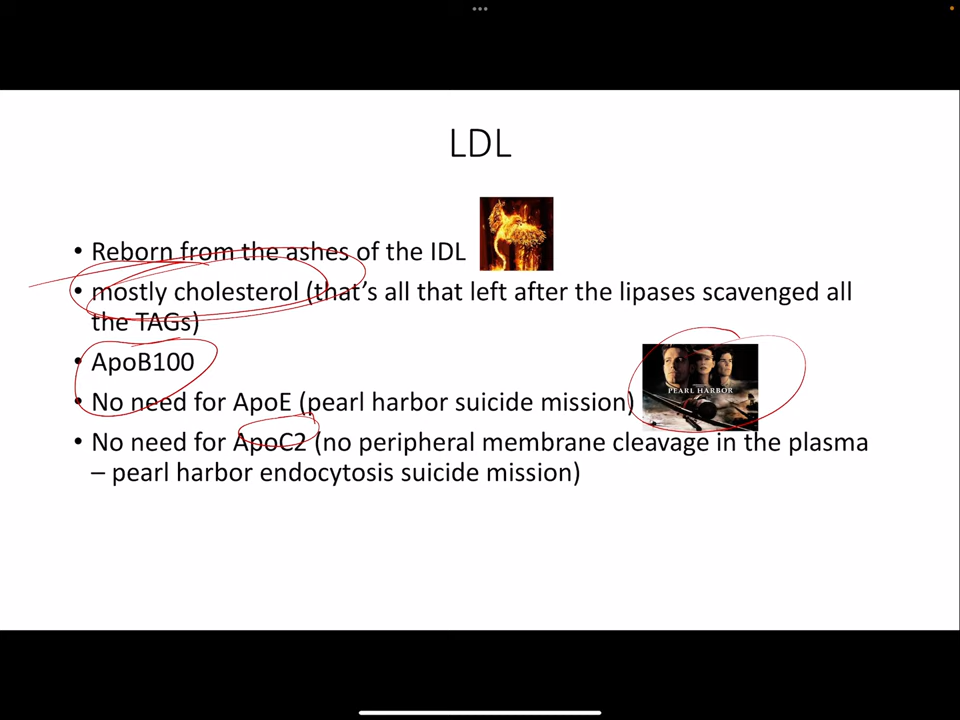 LDL
• Reborn from the ashes of the IDL
• mostly cholesterol (that's all that left after the lipases scavenged all
the TAGs)
• ApoB100
PEARL HARBOR
• No need for ApoE (pearl harbor suicide mission)
• No need for ApoC2 (no peripheral membrane cleavage in the plasma
– pearl harbor endocytosis suicide mission)